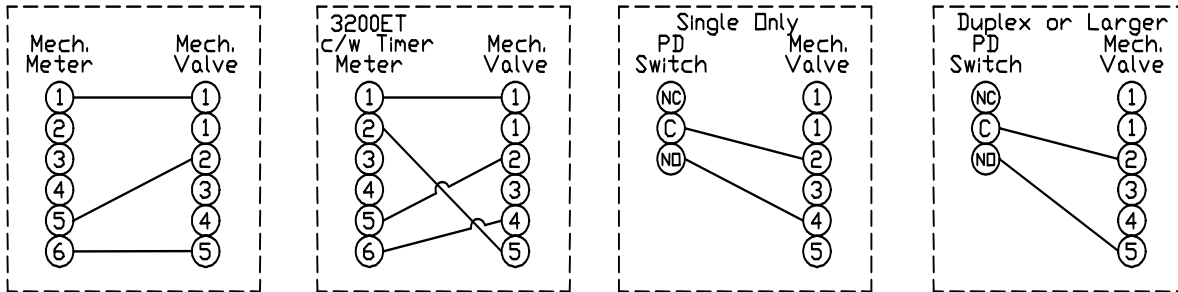 Mech. Meter
Mech. Valve
1 1
2 1
3 2
4 3
5 4
6 5
3200ET
c/w Timer
Meter
Mech. Valve
1 1
2 1
3 2
4 3
5 4
6 5
Single Only
PD Switch
Mech. Valve
NC 1
C 1
NO 2
3
4
5
Duplex or Larger
PD Switch
Mech. Valve
NC 1
C 1
NO 2
3
4
5